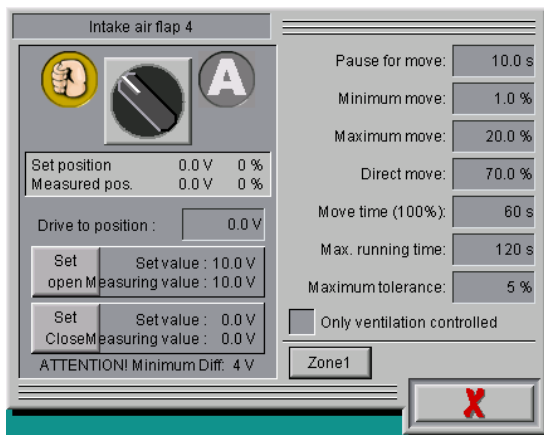 Intake air flap 4
A
Set position 0.0 V 0 %
Measured pos. 0.0 V 0 %
Drive to position : 0.0 V
Set open
Set value : 10.0 V
Measuring value : 10.0 V
Set Close
Set value : 0.0 V
Measuring value : 0.0 V
ATTENTION! Minimum Diff: 4 V
Pause for move: 10.0 s
Minimum move: 1.0 %
Maximum move: 20.0 %
Direct move: 70.0 %
Move time (100%): 60 s
Max. running time: 120 s
Maximum tolerance: 5 %
Only ventilation controlled
Zone1
X